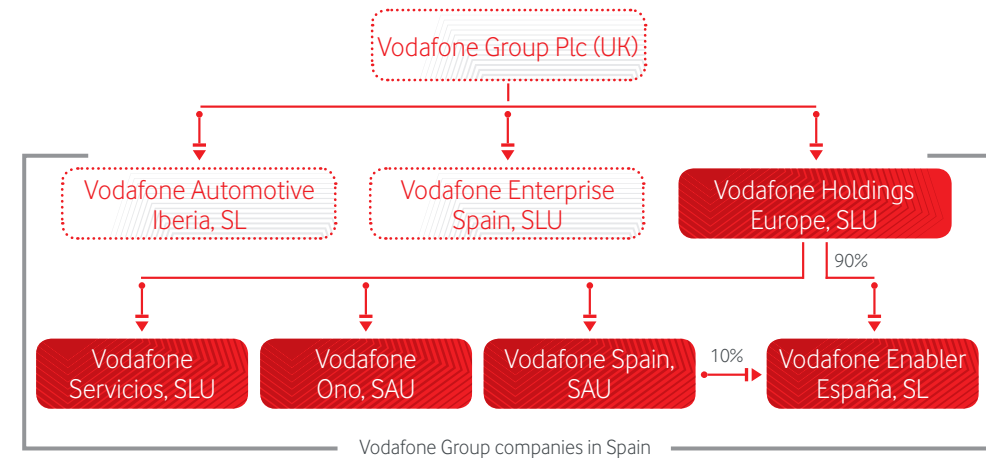 Vodafone Group Plc (UK)
Vodafone Automotive
Iberia, SL
Vodafone Enterprise
Spain, SLU
Vodafone Holdings
Europe, SLU
90%
Vodafone
Servicios, SLU
Vodafone
Ono, SAU
Vodafone Spain,
SAU
10%
Vodafone Enabler
España, SL
Vodafone Group companies in Spain